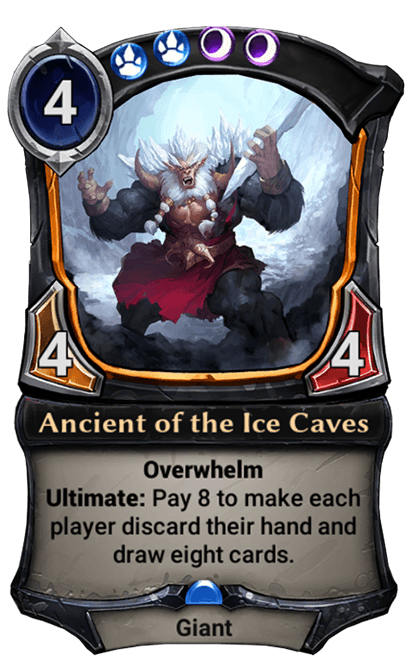 4
4
4
Ancient of the Ice Caves
Overwhelm
Ultimate: Pay 8 to make each
player discard their hand and
draw eight cards.
Giant